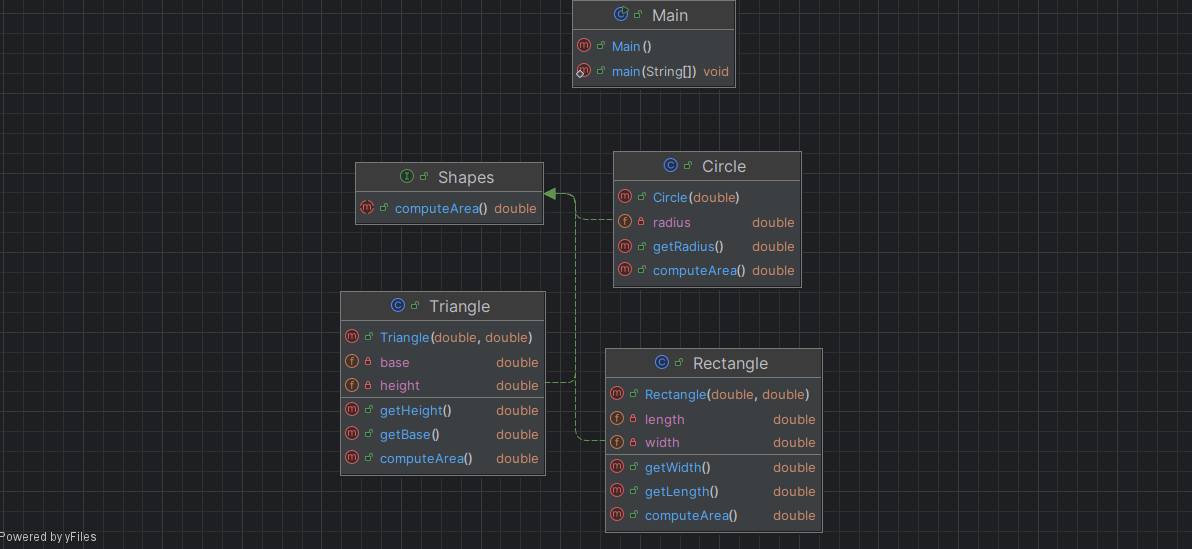 Main
Main()
main(String[]) void
Shapes
computeArea() double
Circle
Circle(double)
radius double
getRadius() double
computeArea() double
Triangle
Triangle(double, double)
base double
height double
getHeight() double
getBase() double
computeArea() double
Rectangle
Rectangle(double, double)
length double
width double
getWidth() double
getLength() double
computeArea() double
Powered by yFiles